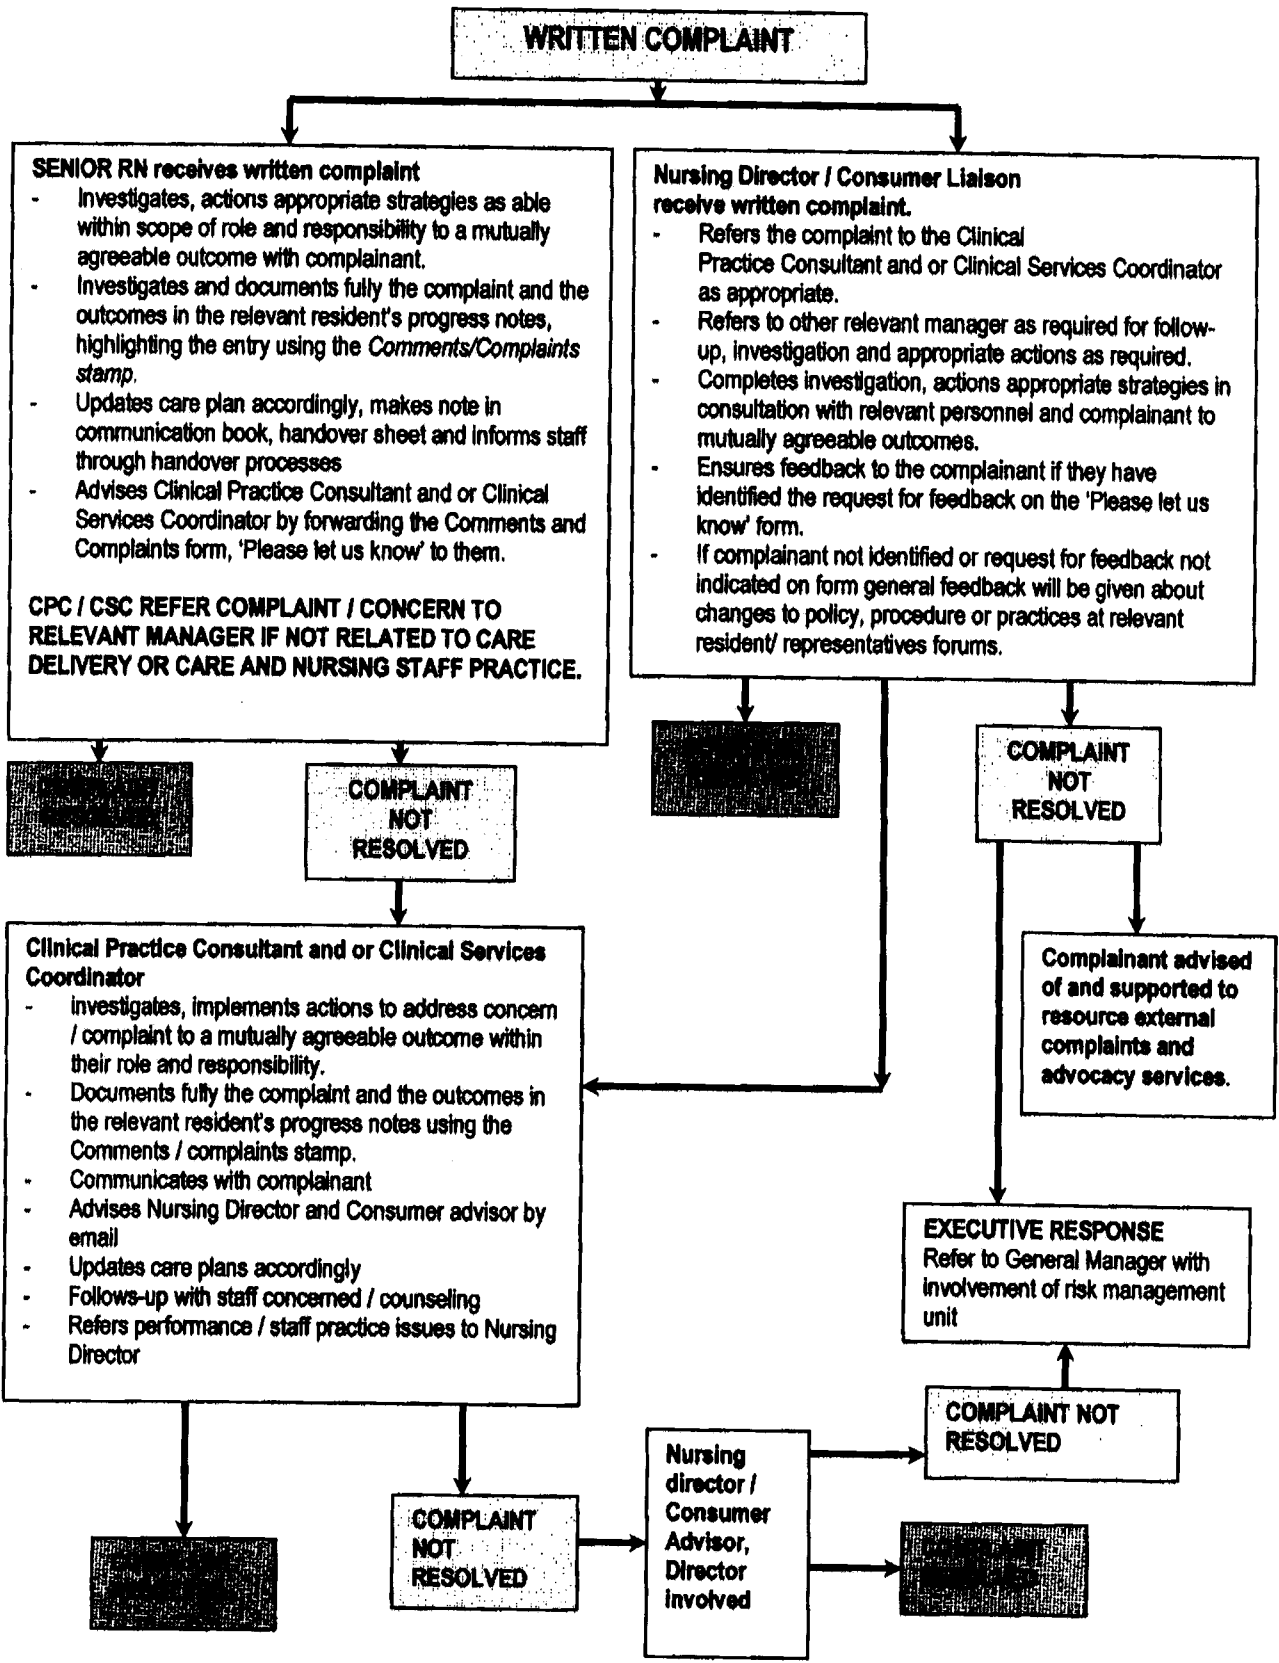 WRITTEN COMPLAINT
SENIOR RN receives written complaint
- Investigates, actions appropriate strategies as able
within scope of role and responsibility to a mutually
agreeable outcome with complainant.
- Investigates and documents fully the complaint and the
outcomes in the relevant resident's progress notes,
highlighting the entry using the Comments/Complaints
stamp.
- Updates care plan accordingly, makes note in
communication book, handover sheet and informs staff
through handover processes
- Advises Clinical Practice Consultant and or Clinical
Services Coordinator by forwarding the Comments and
Complaints form, 'Please let us know' to them.
CPC / CSC REFER COMPLAINT / CONCERN TO
RELEVANT MANAGER IF NOT RELATED TO CARE
DELIVERY OR CARE AND NURSING STAFF PRACTICE.
Nursing Director / Consumer Liaison
receive written complaint.
- Refers the complaint to the Clinical
Practice Consultant and or Clinical Services Coordinator
as appropriate.
- Refers to other relevant manager as required for follow-
up, investigation and appropriate actions as required.
- Completes investigation, actions appropriate strategies in
consultation with relevant personnel and complainant to
mutually agreeable outcomes.
- Ensures feedback to the complainant if they have
identified the request for feedback on the 'Please let us
know' form.
- If complainant not identified or request for feedback not
indicated on form general feedback will be given about
changes to policy, procedure or practices at relevant
resident/ representatives forums.
COMPLAINT
NOT
RESOLVED
COMPLAINT
NOT
RESOLVED
Clinical Practice Consultant and or Clinical Services
Coordinator
- investigates, implements actions to address concern
/ complaint to a mutually agreeable outcome within
their role and responsibility.
- Documents fully the complaint and the outcomes in
the relevant resident's progress notes using the
Comments / complaints stamp.
- Communicates with complainant
- Advises Nursing Director and Consumer advisor by
email
- Updates care plans accordingly
- Follows-up with staff concerned / counseling
- Refers performance / staff practice issues to Nursing
Director
Complainant advised
of and supported to
resource external
complaints and
advocacy services.
EXECUTIVE RESPONSE
Refer to General Manager with
involvement of risk management
unit
COMPLAINT NOT
RESOLVED
COMPLAINT
NOT
RESOLVED
Nursing
director /
Consumer
Advisor,
Director
involved